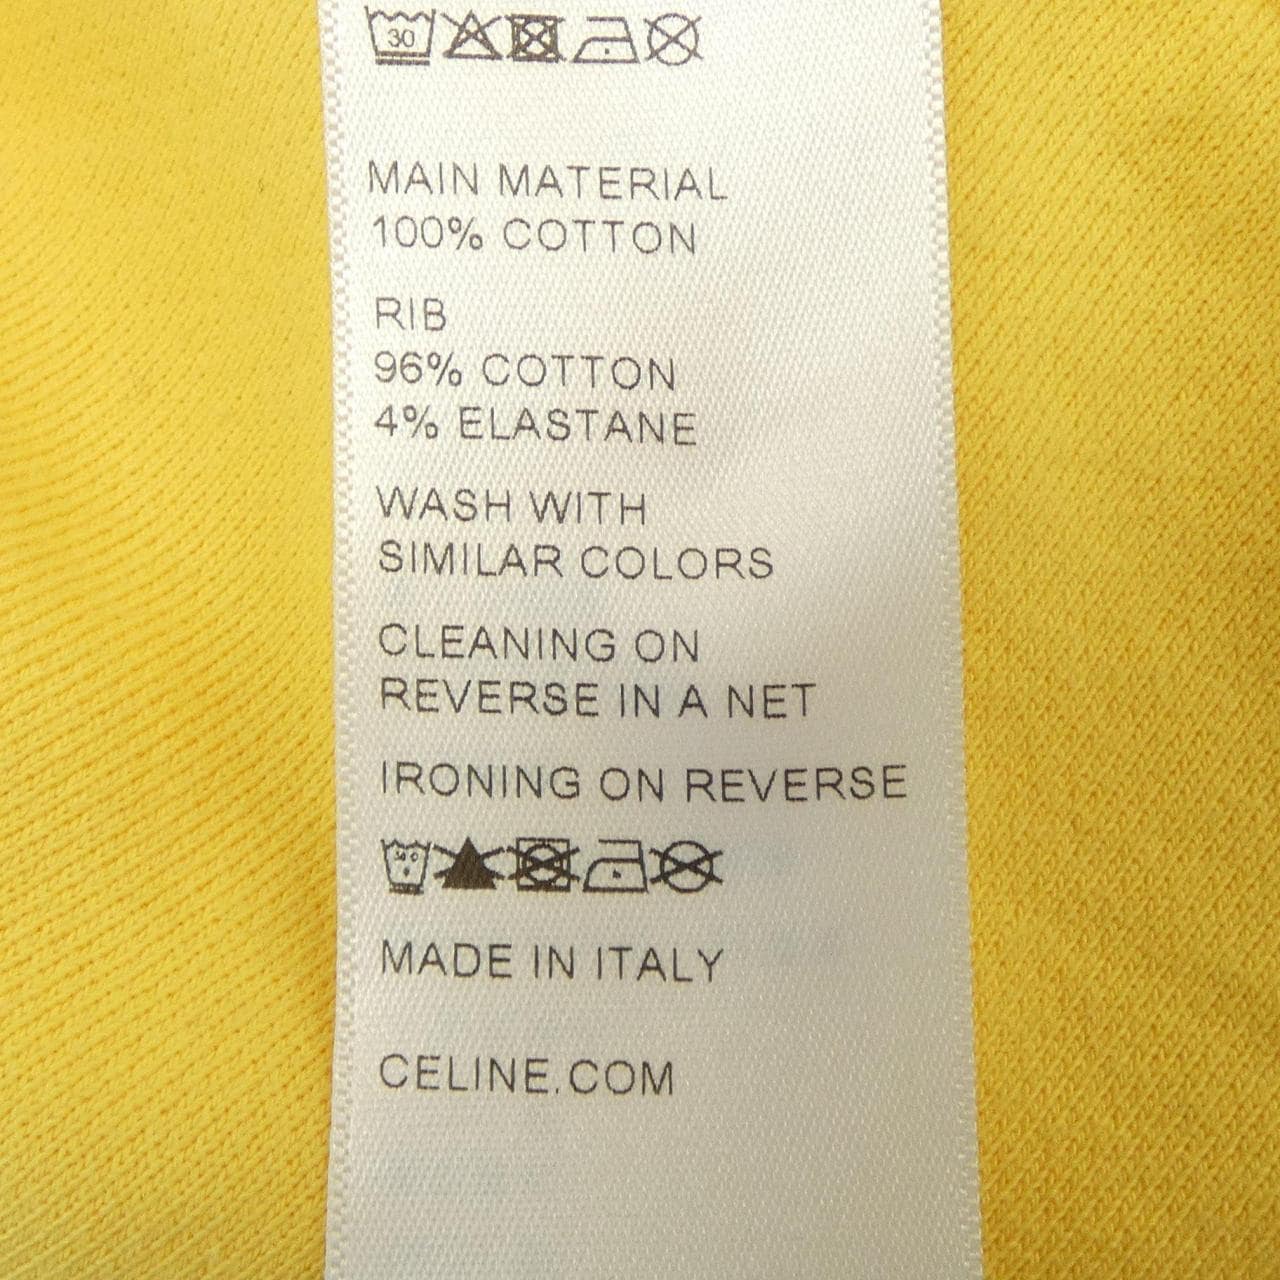 30
MAIN MATERIAL
100% COTTON
RIB
96% COTTON
4% ELASTANE
WASH WITH
SIMILAR COLORS
CLEANING ON
REVERSE IN A NET
IRONING ON REVERSE
MADE IN ITALY
CELINE.COM